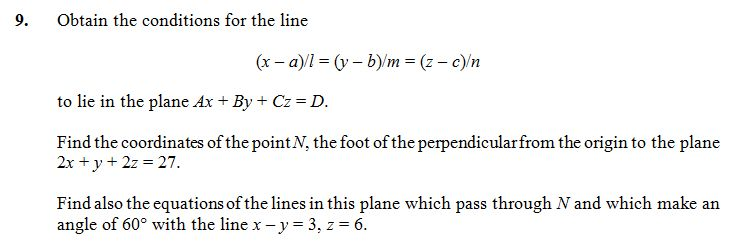 9. Obtain the conditions for the line
(x – a)/l = (y – b)/m = (z – c)/n
to lie in the plane Ax + By + Cz = D.
Find the coordinates of the point N, the foot of the perpendicular from the origin to the plane
2x + y + 2z = 27.
Find also the equations of the lines in this plane which pass through N and which make an
angle of 60° with the line x – y = 3, z = 6.